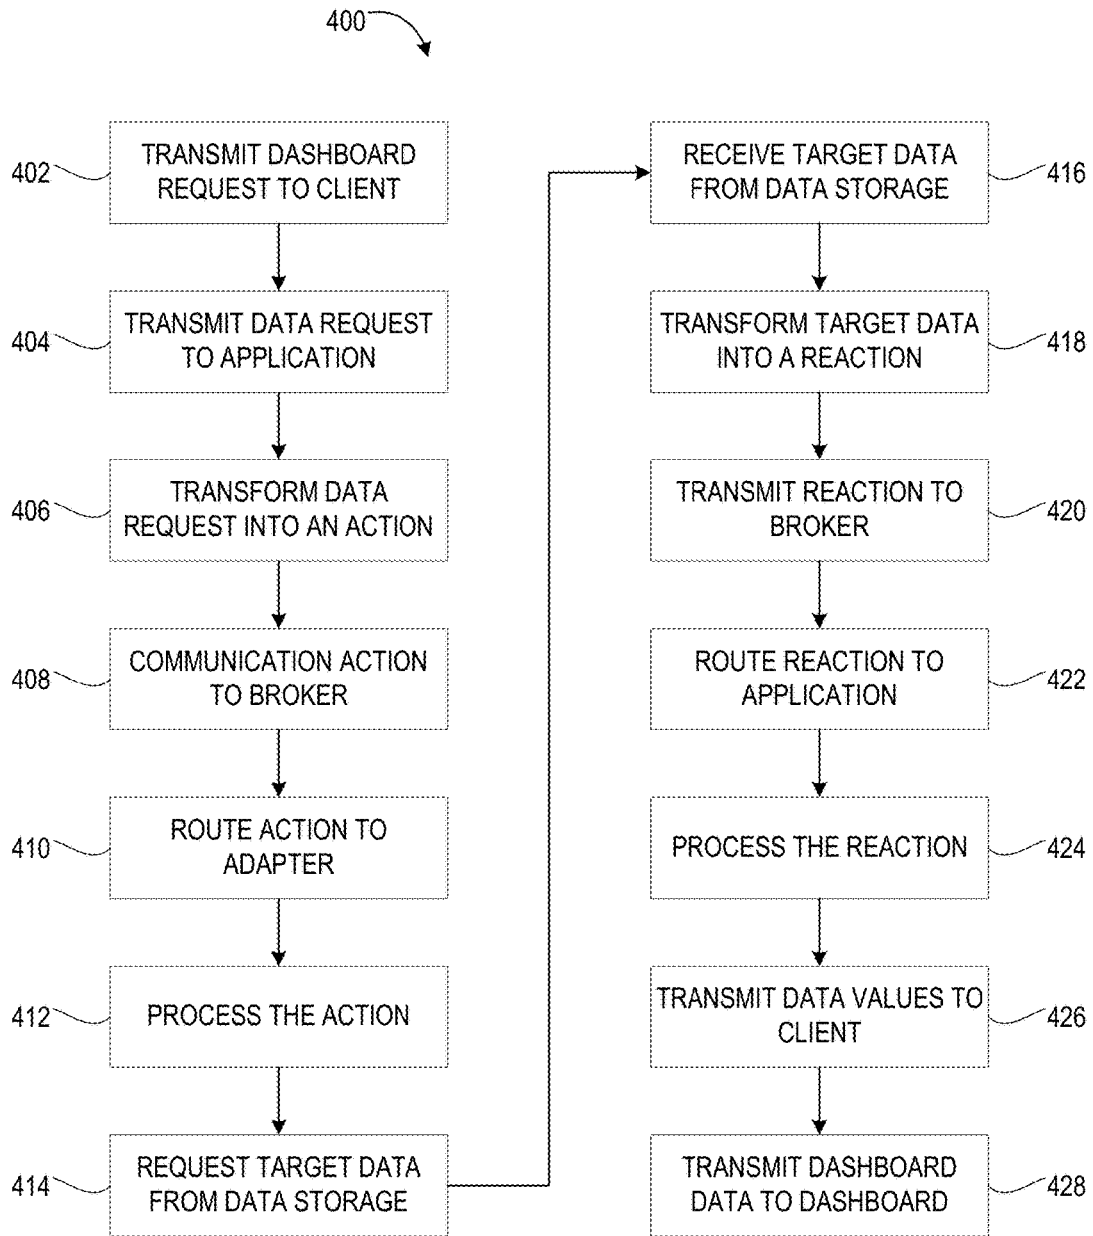 400
402
TRANSMIT DASHBOARD
REQUEST TO CLIENT
404
TRANSMIT DATA REQUEST
TO APPLICATION
406
TRANSFORM DATA
REQUEST INTO AN ACTION
408
COMMUNICATION ACTION
TO BROKER
410
ROUTE ACTION TO
ADAPTER
412
PROCESS THE ACTION
414
REQUEST TARGET DATA
FROM DATA STORAGE
RECEIVE TARGET DATA
FROM DATA STORAGE
416
TRANSFORM TARGET DATA
INTO A REACTION
418
TRANSMIT REACTION TO
BROKER
420
ROUTE REACTION TO
APPLICATION
422
PROCESS THE REACTION
424
TRANSMIT DATA VALUES TO
CLIENT
426
TRANSMIT DASHBOARD
DATA TO DASHBOARD
428